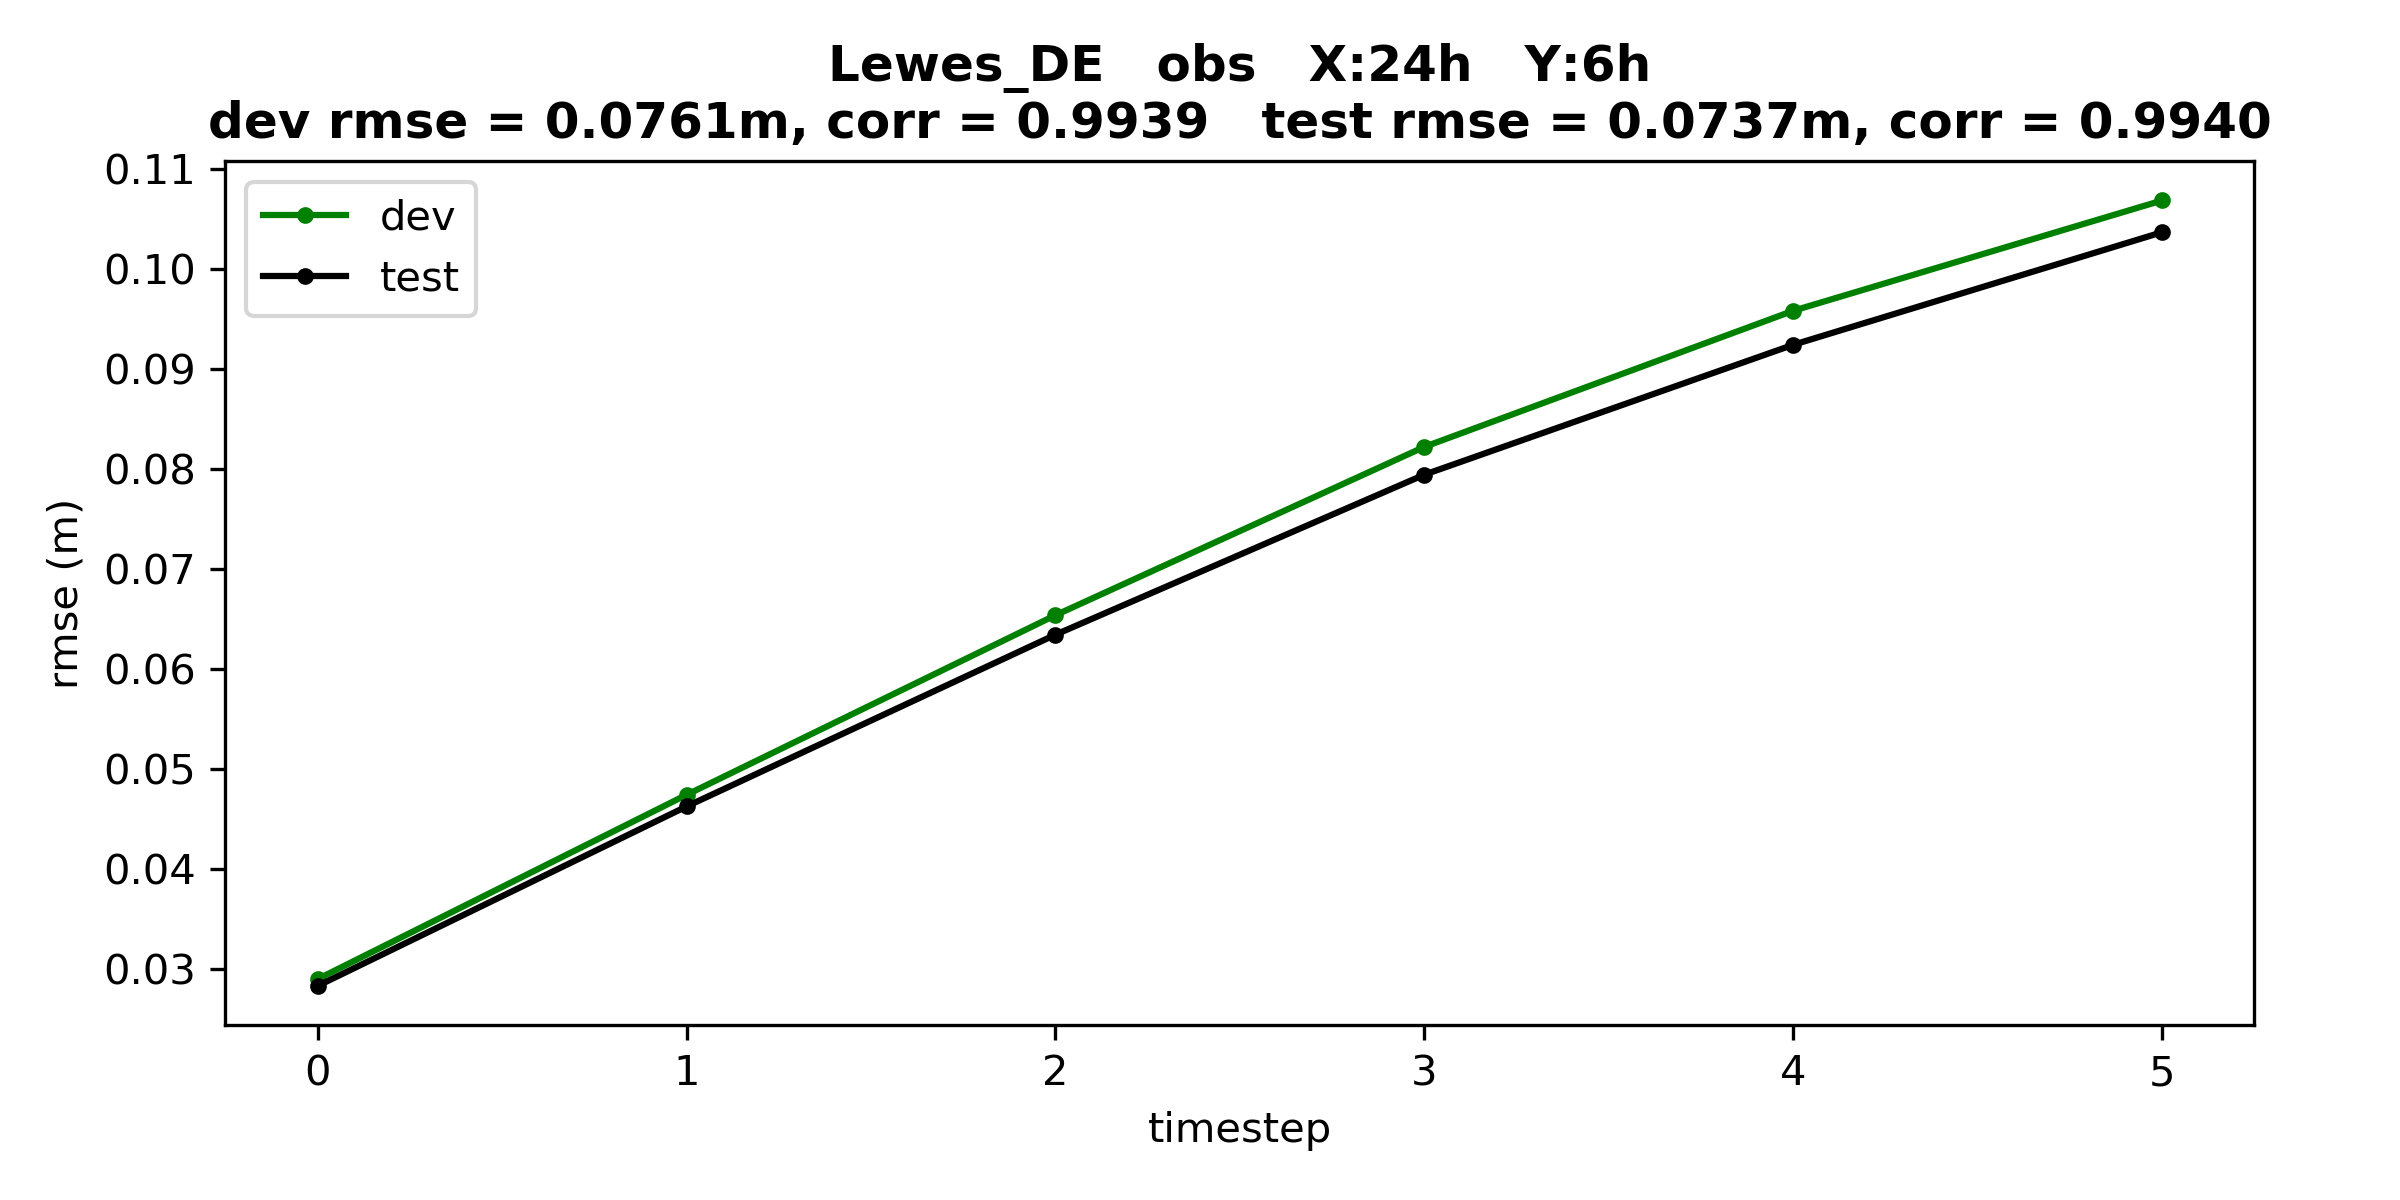 Lewes_DE obs X:24h Y:6h
dev rmse = 0.0761m, corr = 0.9939 test rmse = 0.0737m, corr = 0.9940
dev
test
0.11
0.10
0.09
0.08
0.07
0.06
0.05
0.04
0.03
rmse (m)
0 1 2 3 4 5
timestep